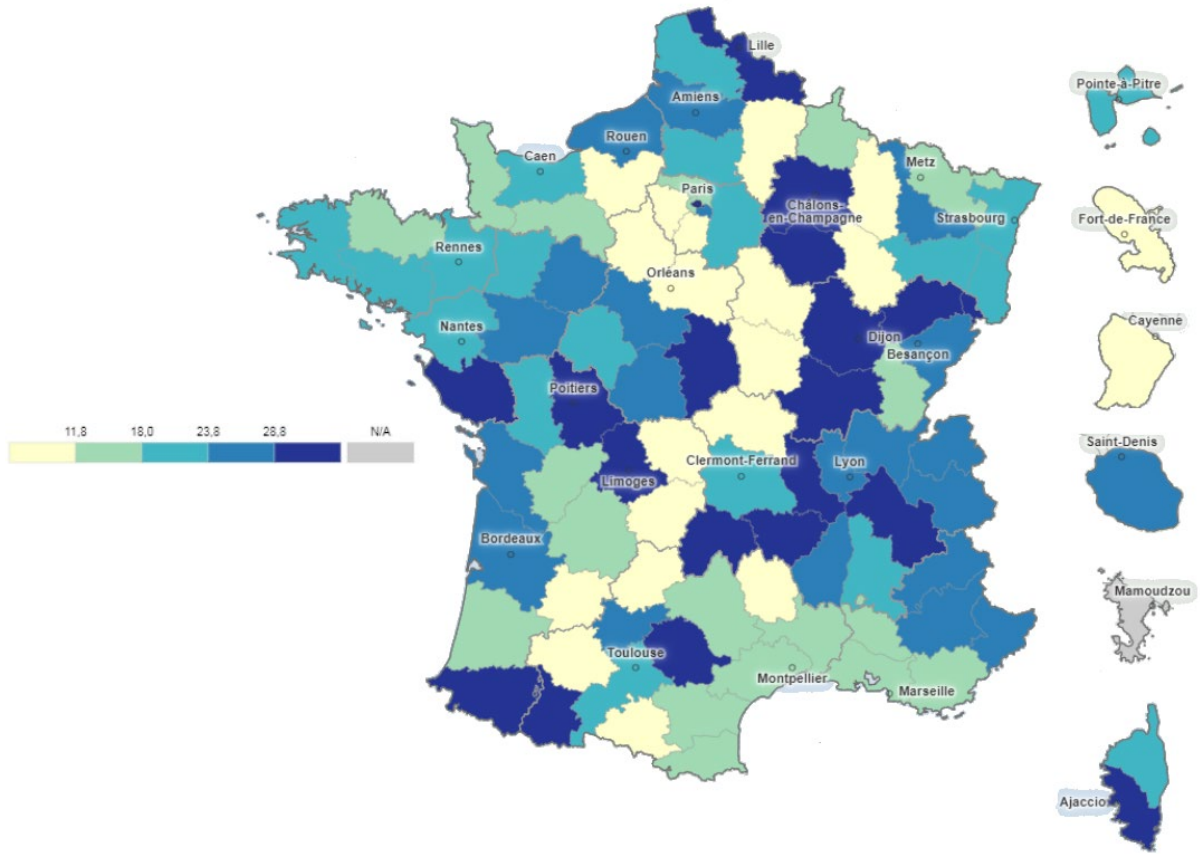 Lille
Pointe-à-Pitre
Amiens
Rouen
Caen
Metz
Paris
Châlons-
en-Champagne
Strasbourg
Fort-de-France
Rennes
Orléans
Cayenne
Nantes
Dijon
Besançon
Poitiers
11,8 18,0 23,8 28,8 N/A
Saint-Denis
Clermont-Ferrand
Lyon
Limoges
Bordeaux
Mamoudzou
Toulouse
Montpellier
Marseille
Ajaccio